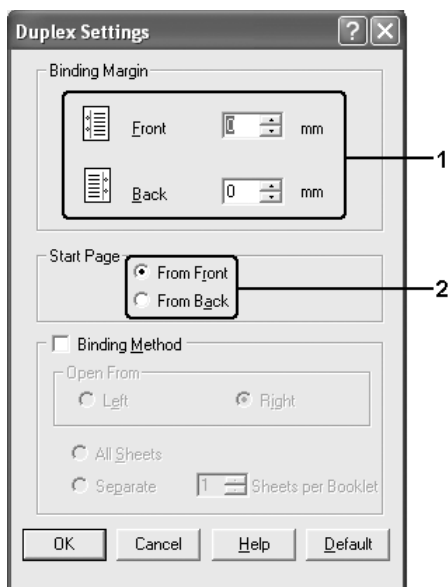 Duplex Settings
Binding Margin
Front 0 mm
1
Back 0 mm
Start Page
From Front
2
From Back
Binding Method
Open From
Left Right
All Sheets
Separate 1 Sheets per Booklet
OK Cancel Help Default